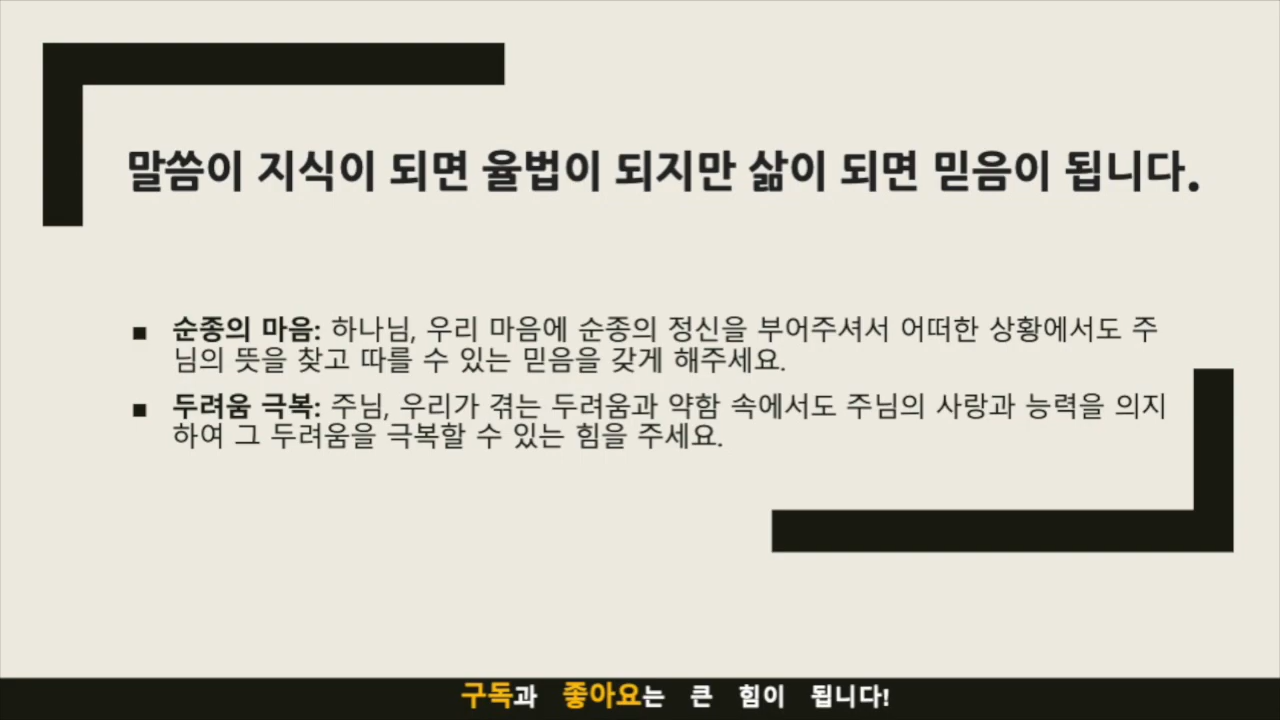 말씀이 지식이 되면 율법이 되지만 삶이 되면 믿음이 됩니다.
■ 순종의 마음: 하나님, 우리 마음에 순종의 정신을 부어주셔서 어떠한 상황에서도 주
님의 뜻을 찾고 따를 수 있는 믿음을 갖게 해주세요.
■ 두려움 극복: 주님, 우리가 겪는 두려움과 약함 속에서도 주님의 사랑과 능력을 의지
하여 그 두려움을 극복할 수 있는 힘을 주세요.
구독과 좋아요는 큰 힘이 됩니다!